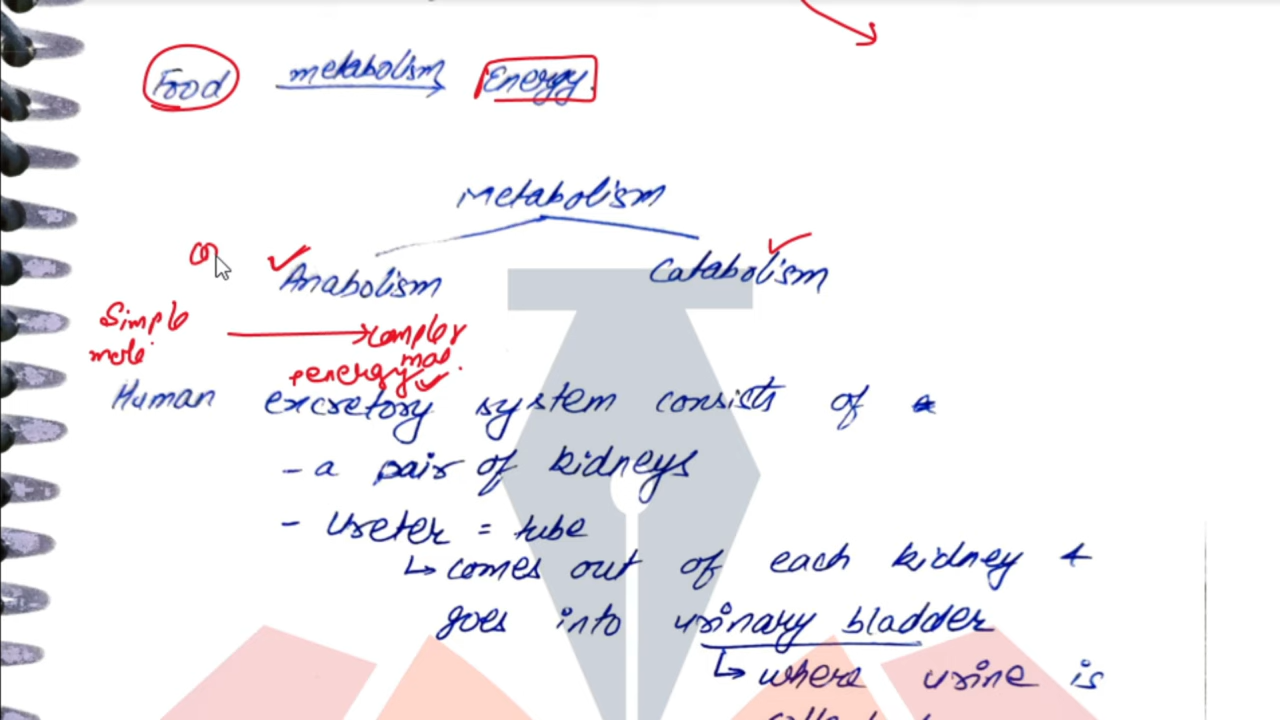 Food metabolism Energy.
Metabolism
Anabolism Catabolism
Simple mole. complex mol.
+energy
Human excretory system consists of
- a pair of kidneys
- Ureter = tube
↳ comes out of each kidney &
goes into urinary bladder
↳ where urine is